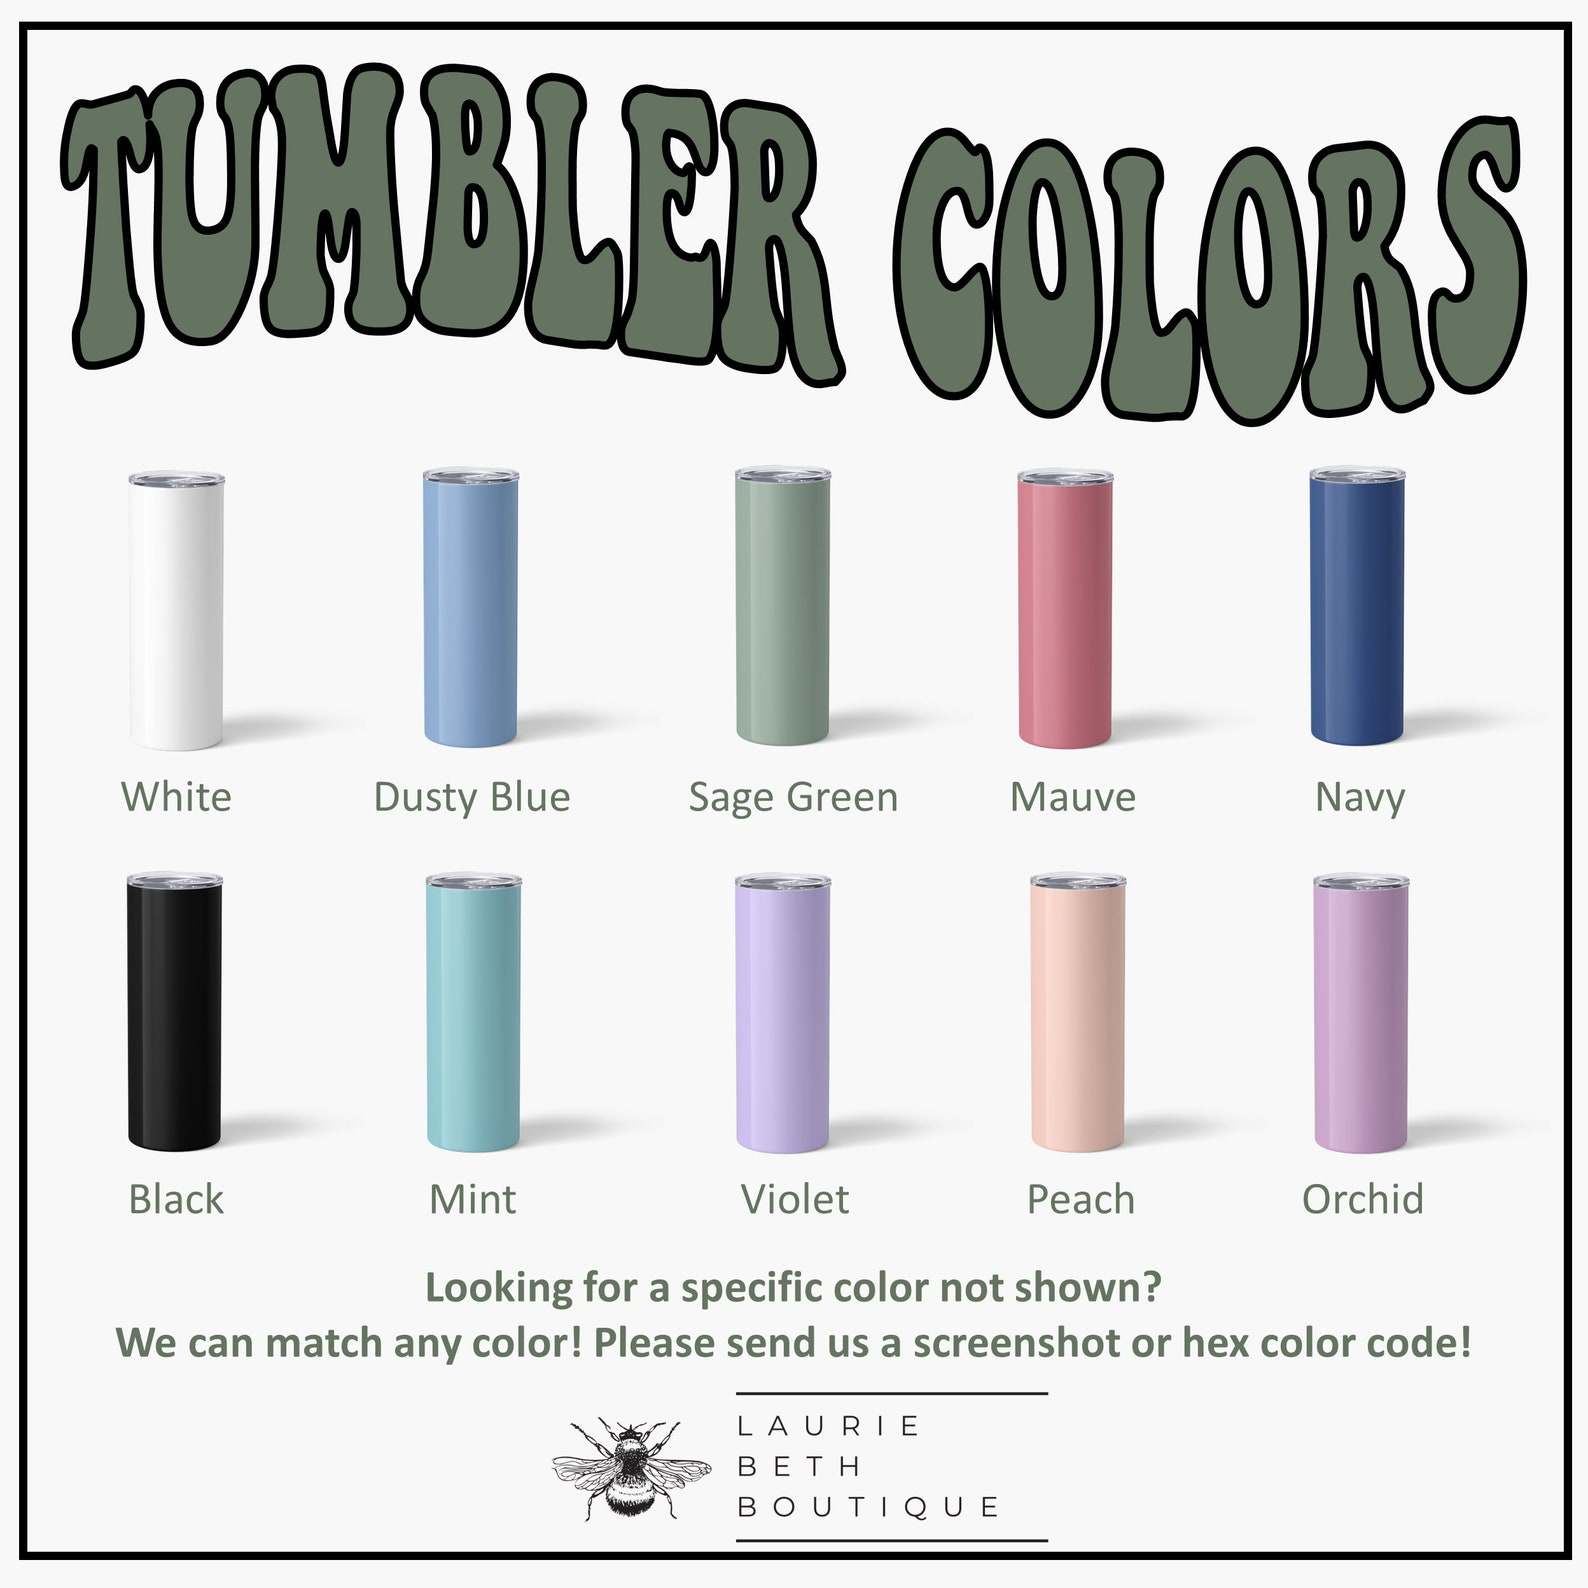 TUMBLER COLORS
White Dusty Blue Sage Green Mauve Navy
Black Mint Violet Peach Orchid
Looking for a specific color not shown?
We can match any color! Please send us a screenshot or hex color code!
LAURIE
BETH
BOUTIQUE